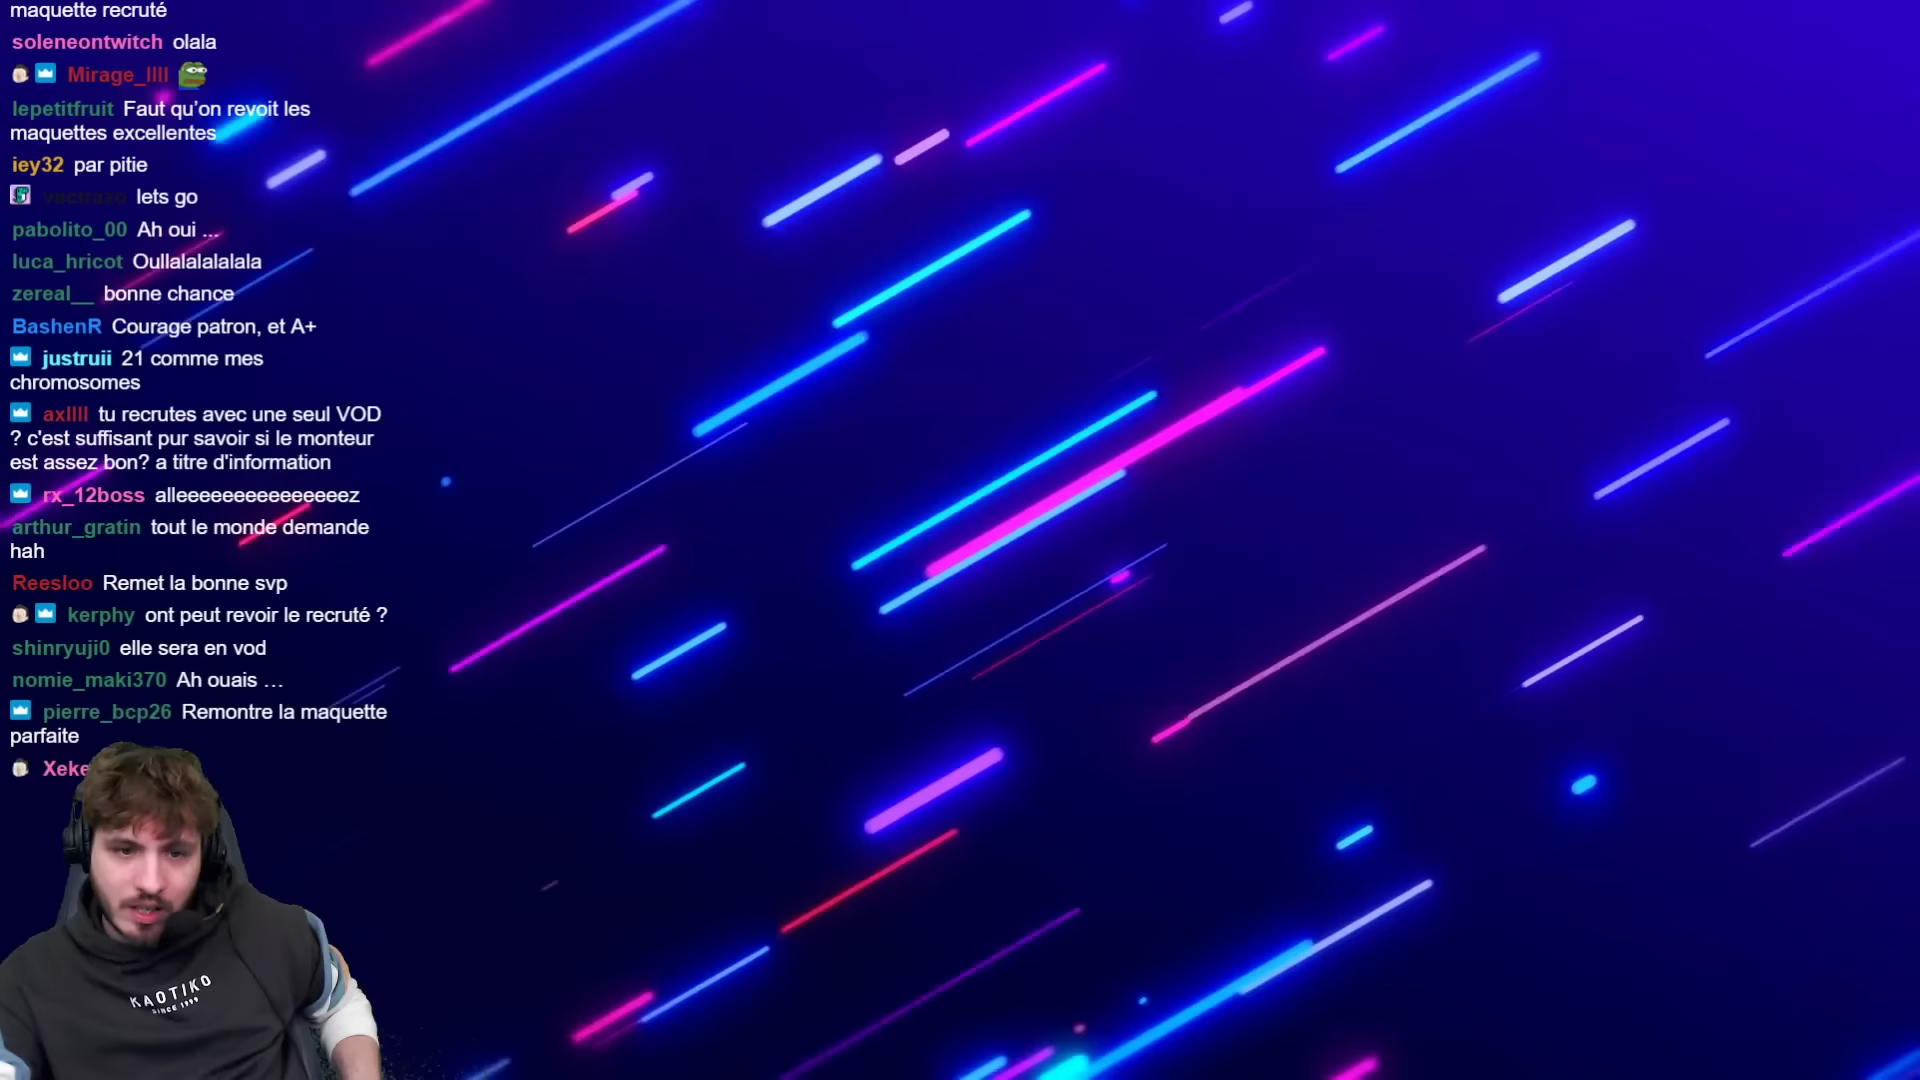 maquette recruté
soleneontwitch olala
Mirage_llll
lepetitfruit Faut qu'on revoit les
maquettes excellentes
iey32 par pitie
lets go
pabolito_00 Ah oui ...
luca_hricot Oullalalalalala
zereal__ bonne chance
BashenR Courage patron, et A+
justruii 21 comme mes
chromosomes
axllll tu recrutes avec une seul VOD
? c'est suffisant pur savoir si le monteur
est assez bon? a titre d'information
rx_12boss alleeeeeeeeeeeeeeez
arthur_gratin tout le monde demande
hah
Reesloo Remet la bonne svp
kerphy ont peut revoir le recruté ?
shinryuji0 elle sera en vod
nomie_maki370 Ah ouais …
pierre_bcp26 Remontre la maquette
parfaite
Xeke
KAOTIKO
SINCE 1999